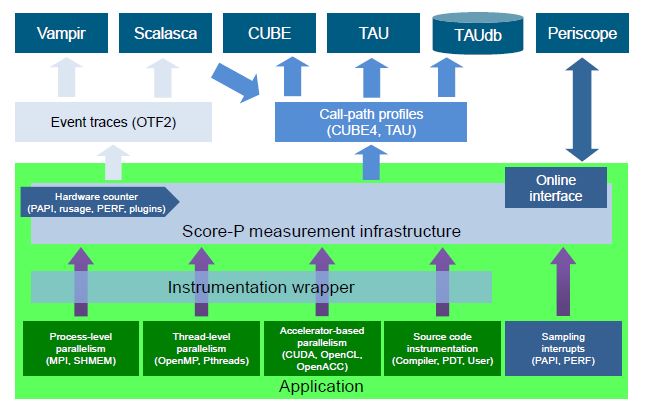 Vampir
Scalasca
CUBE
TAU
TAUdb
Periscope
Event traces (OTF2)
Call-path profiles
(CUBE4, TAU)
Online
interface
Hardware counter
(PAPI, rusage, PERF, plugins)
Score-P measurement infrastructure
Instrumentation wrapper
Process-level
parallelism
(MPI, SHMEM)
Thread-level
parallelism
(OpenMP, Pthreads)
Accelerator-based
parallelism
(CUDA, OpenCL,
OpenACC)
Source code
instrumentation
(Compiler, PDT, User)
Sampling
interrupts
(PAPI, PERF)
Application